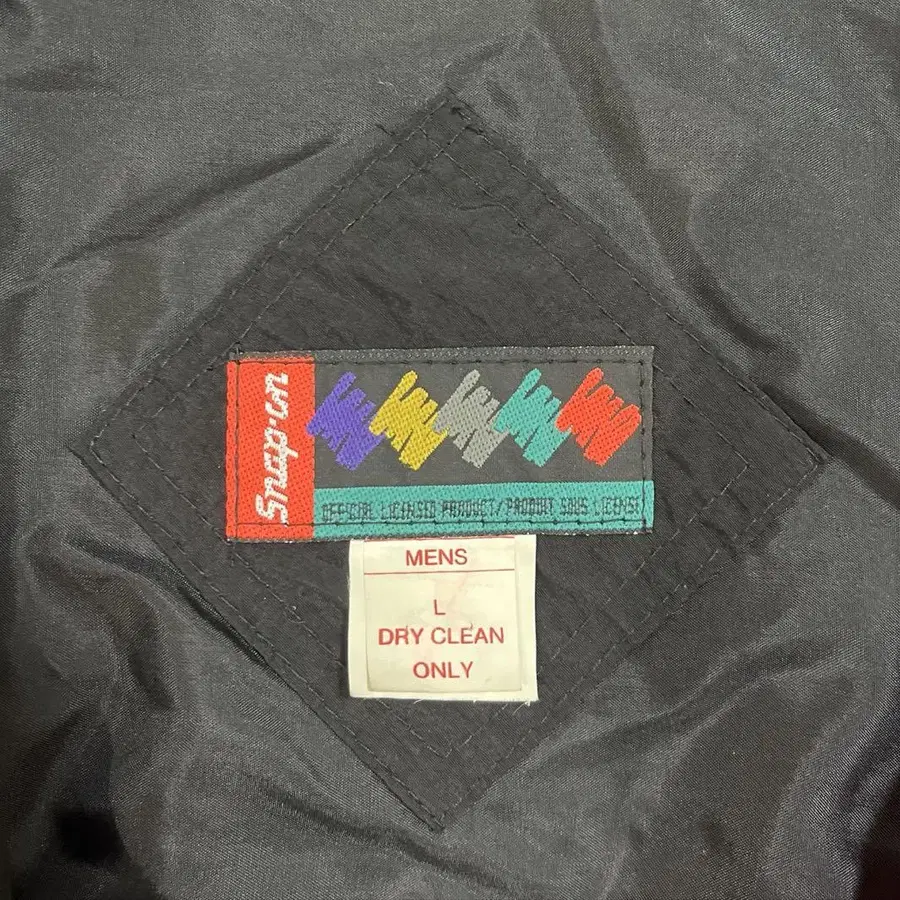 Snap-on
OFFICIAL LICENSED PRODUCT/PRODUIT SOUS LICENSE
MENS
L
DRY CLEAN
ONLY